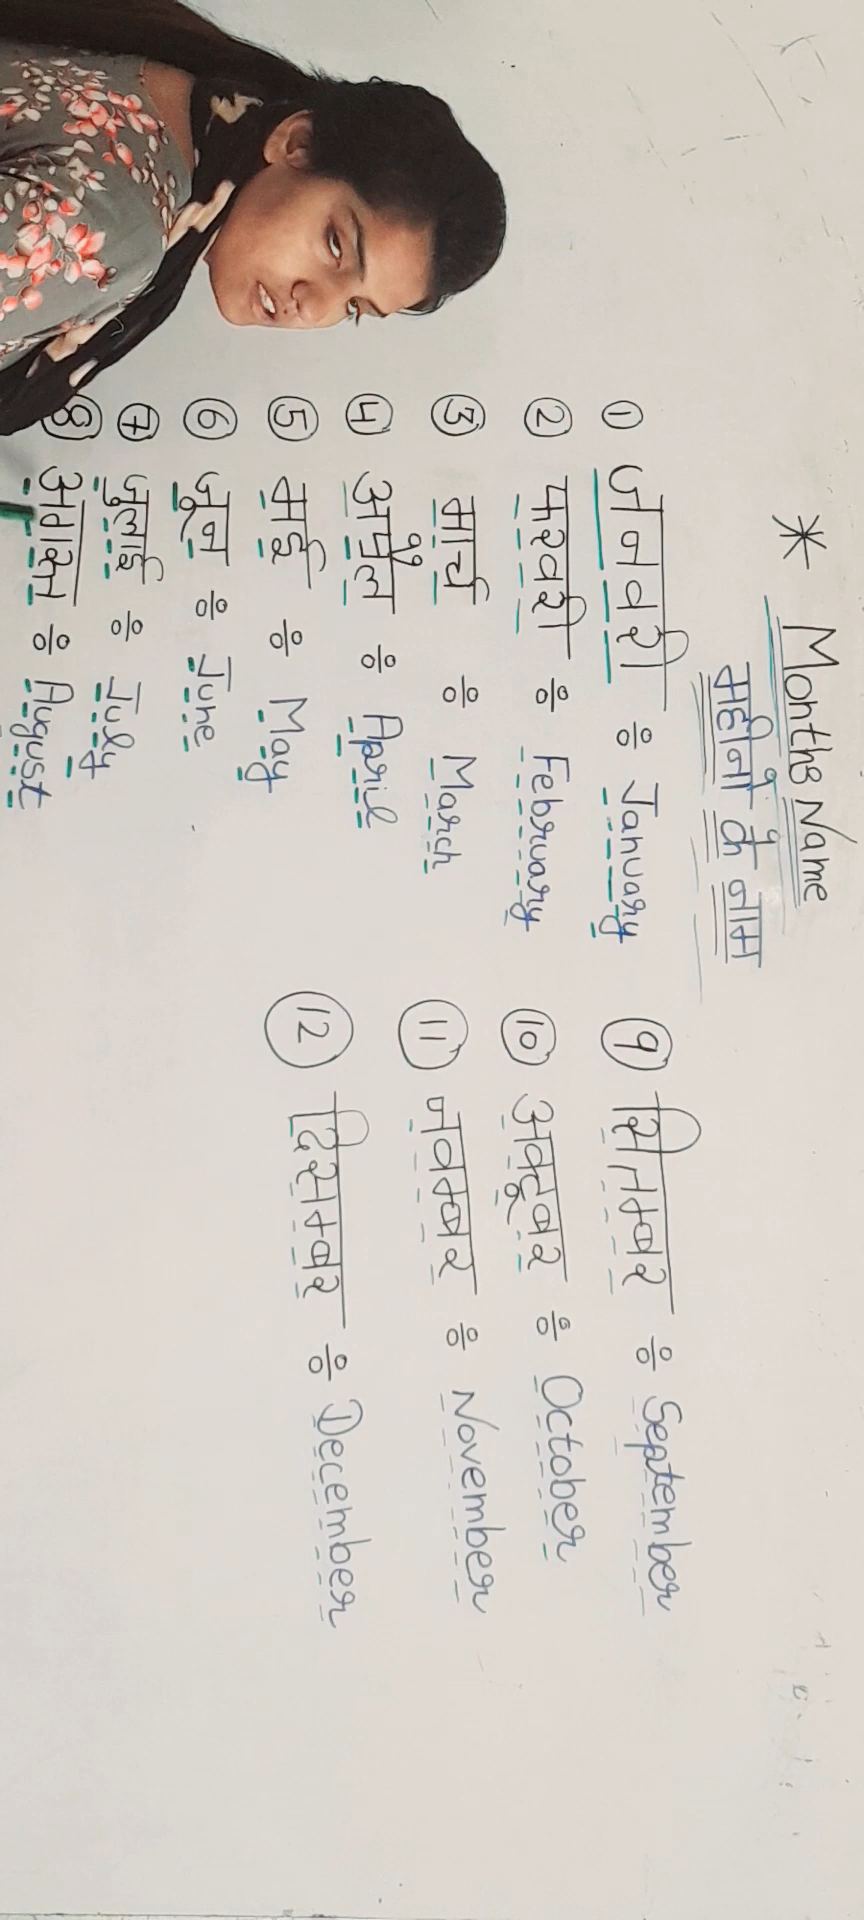 * Months Name
महीनो के नाम
① जनवरी ÷ January
② फरवरी ÷ February
③ मार्च ÷ March
④ अप्रैल ÷ April
⑤ मई ÷ May
⑥ जून ÷ June
⑦ जुलाई ÷ July
⑧ अगस्त ÷ August
⑨ सितम्बर ÷ September
⑩ अक्टूबर ÷ October
⑪ नवम्बर ÷ November
⑫ दिसम्बर ÷ December